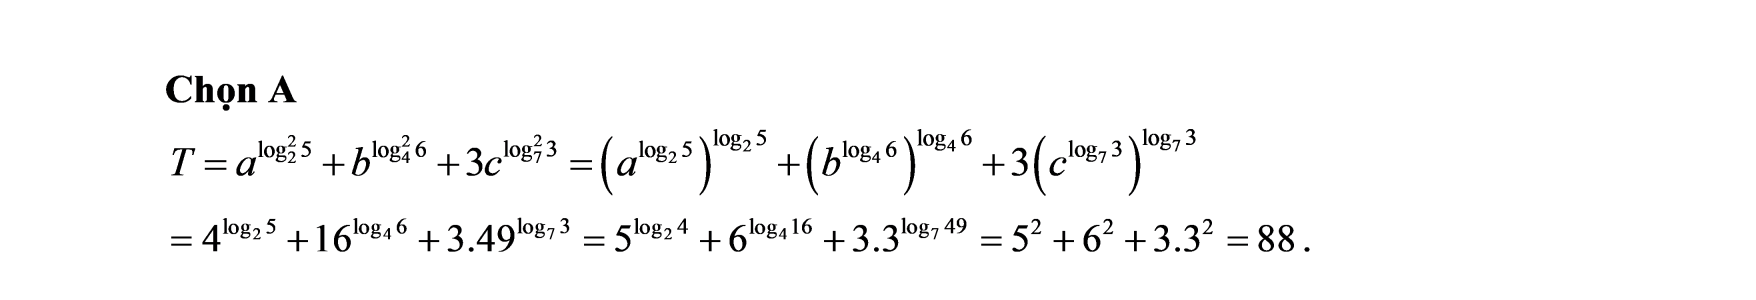 Chọn A
T = a^{log_2^2 5} + b^{log_4^2 6} + 3c^{log_7^2 3} = (a^{log_2 5})^{log_2 5} + (b^{log_4 6})^{log_4 6} + 3(c^{log_7 3})^{log_7 3}
= 4^{log_2 5} + 16^{log_4 6} + 3.49^{log_7 3} = 5^{log_2 4} + 6^{log_4 16} + 3.3^{log_7 49} = 5^2 + 6^2 + 3.3^2 = 88.